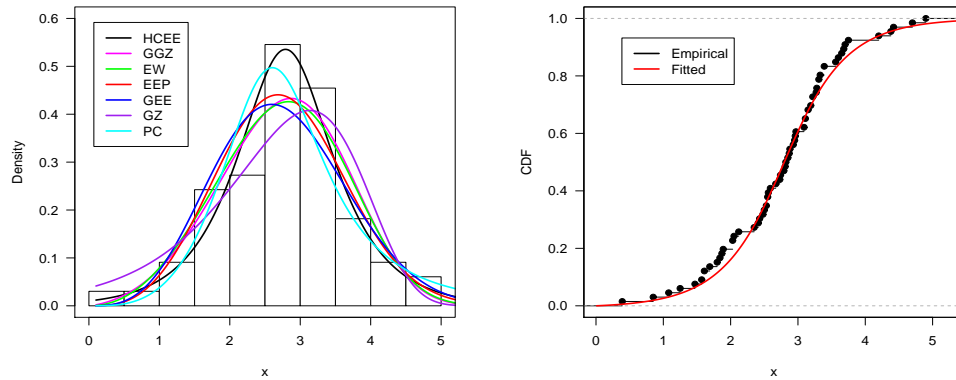 0.6
0.5
0.4
0.3
0.2
0.1
0.0
Density
HCEE
GGZ
EW
EEP
GEE
GZ
PC
0 1 2 3 4 5
x
1.0
0.8
0.6
0.4
0.2
0.0
CDF
Empirical
Fitted
0 1 2 3 4 5
x